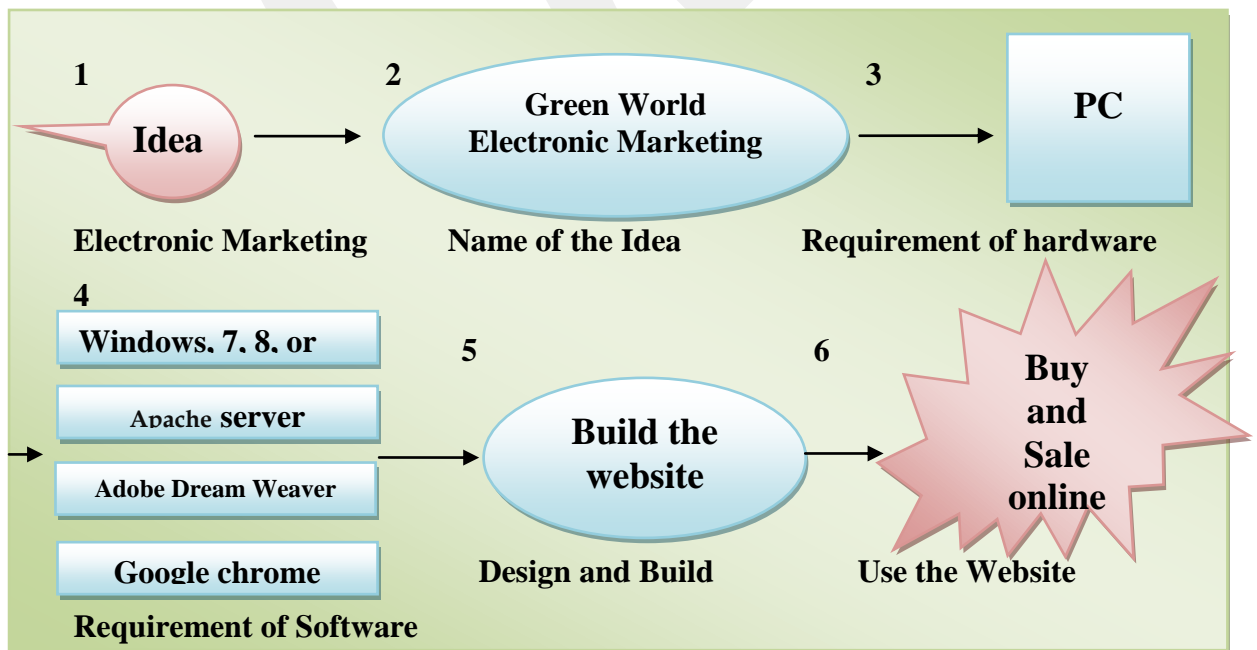 1
Idea
Electronic Marketing
2
Green World
Electronic Marketing
Name of the Idea
3
PC
Requirement of hardware
4
Windows, 7, 8, or
Apache server
Adobe Dream Weaver
Google chrome
Requirement of Software
5
Build the
website
Design and Build
6
Buy
and
Sale
online
Use the Website